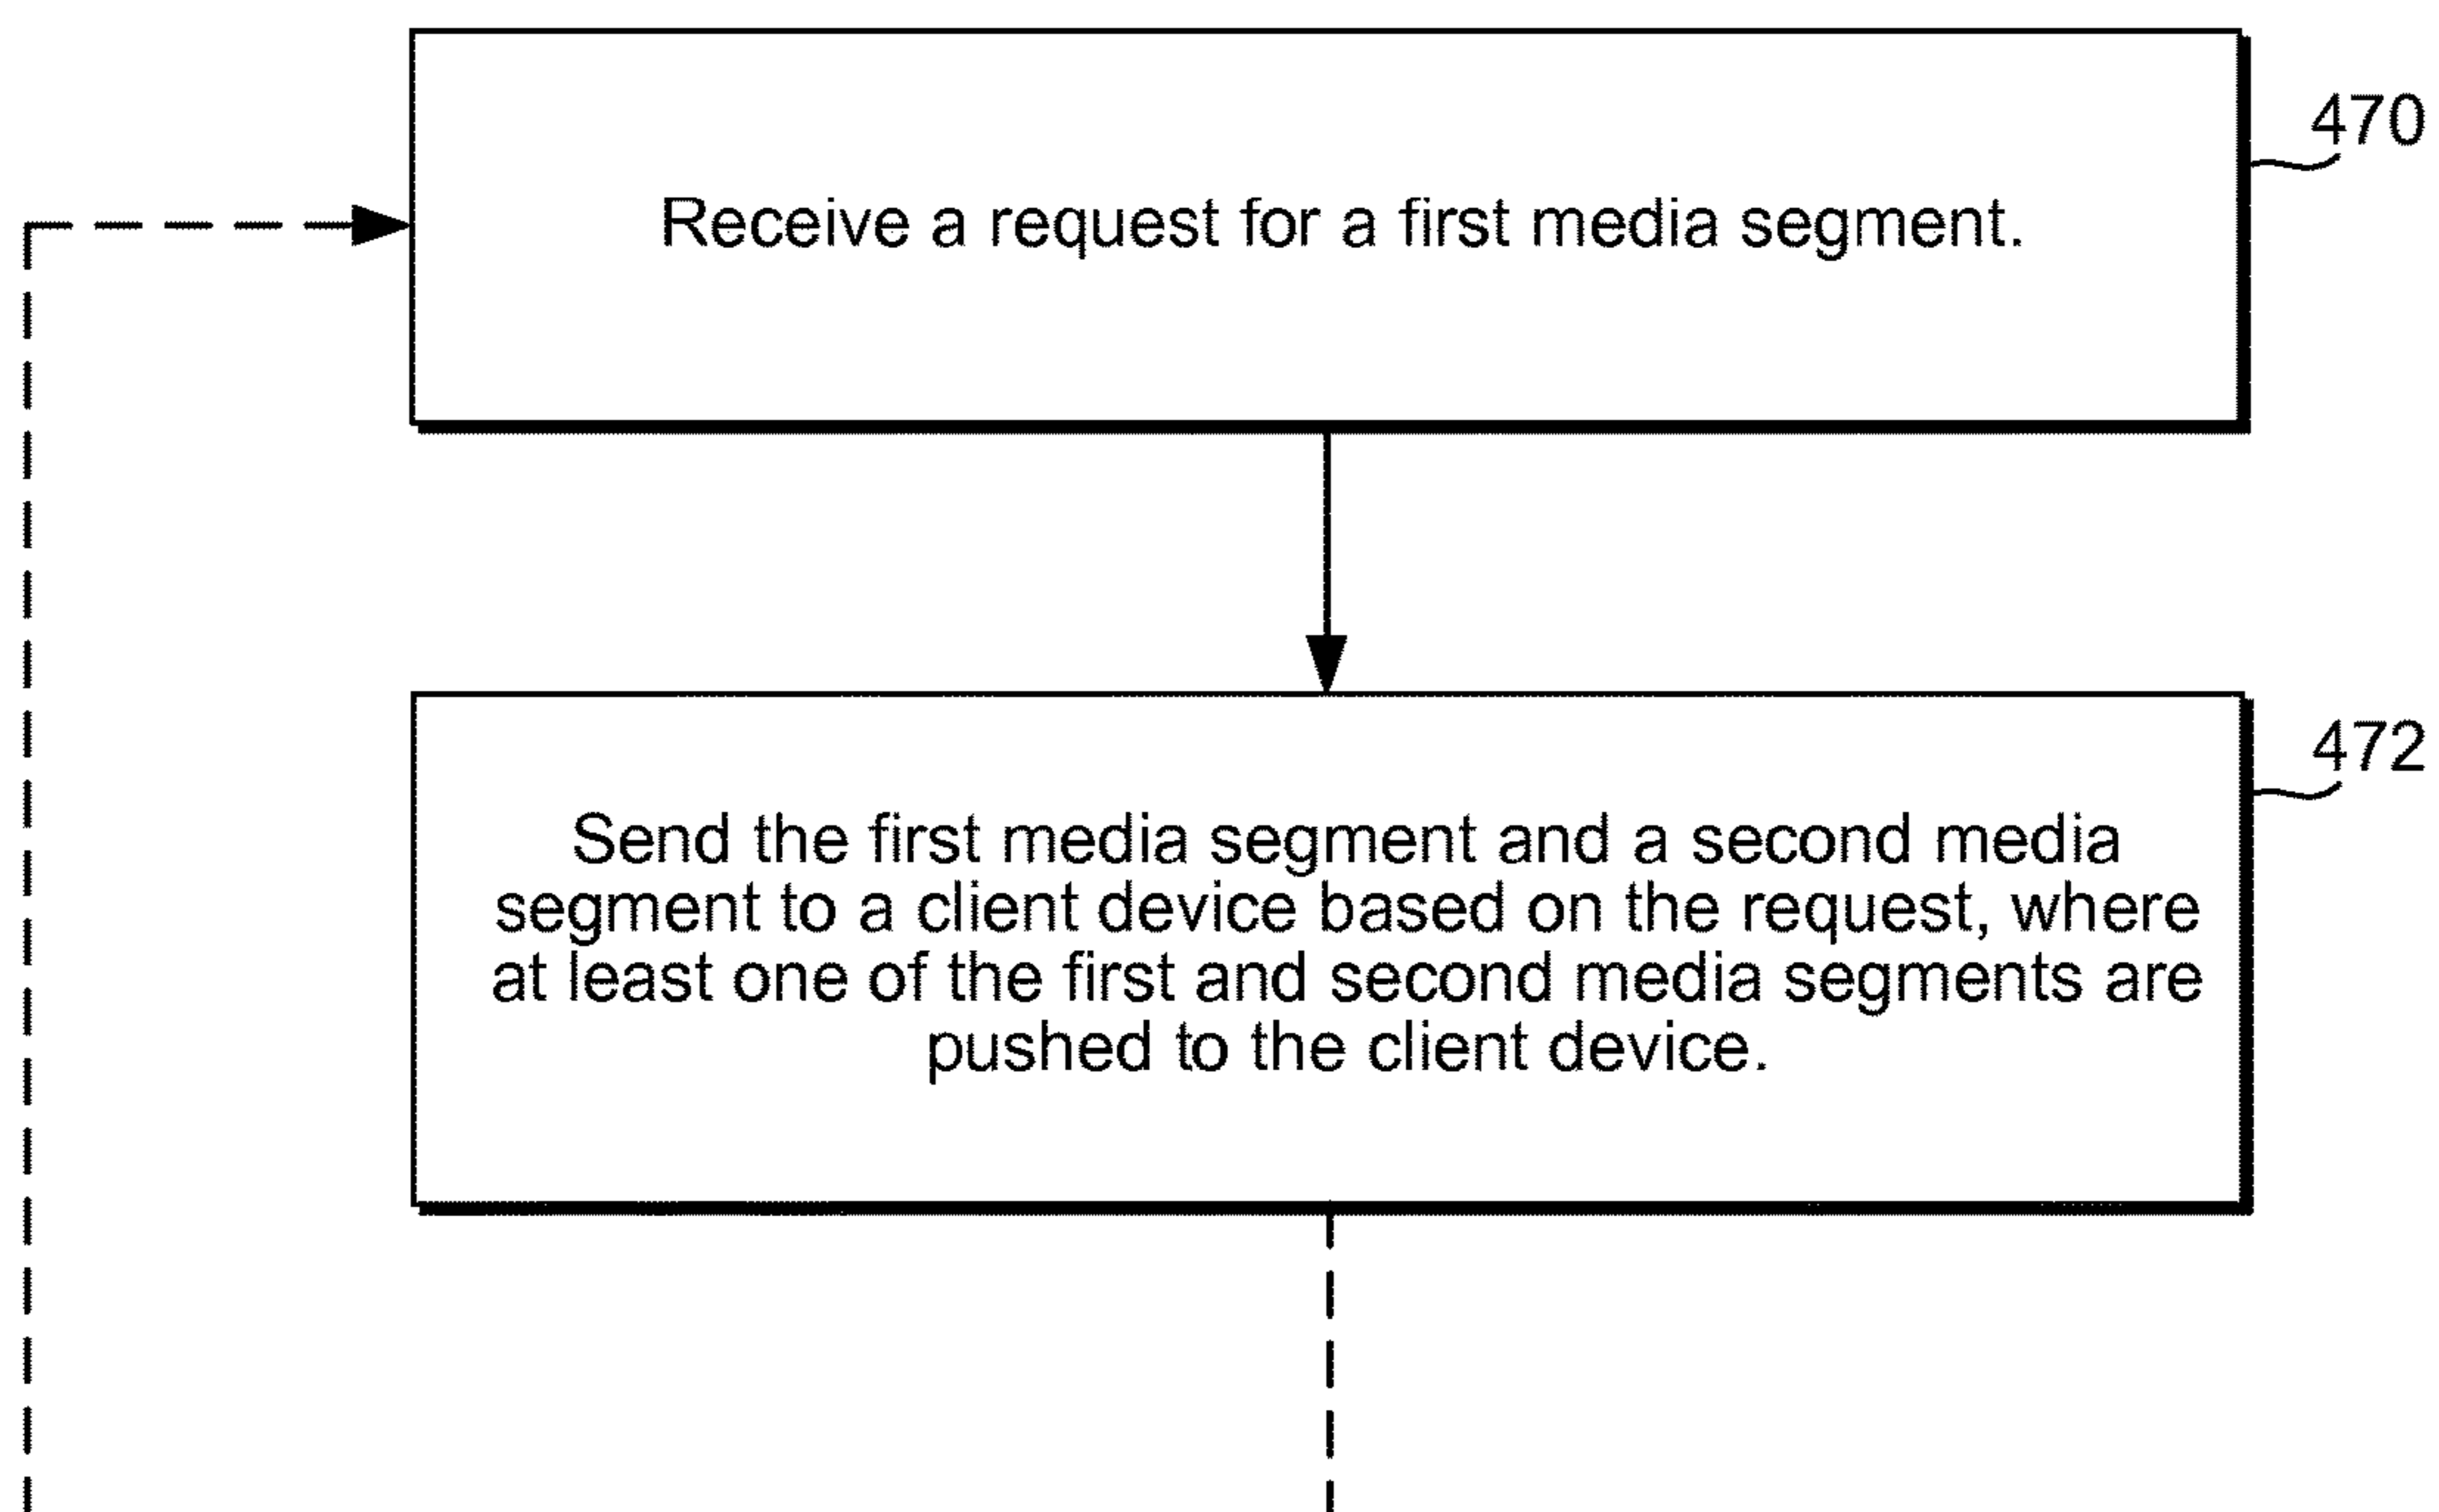 470
Receive a request for a first media segment.
472
Send the first media segment and a second media
segment to a client device based on the request, where
at least one of the first and second media segments are
pushed to the client device.